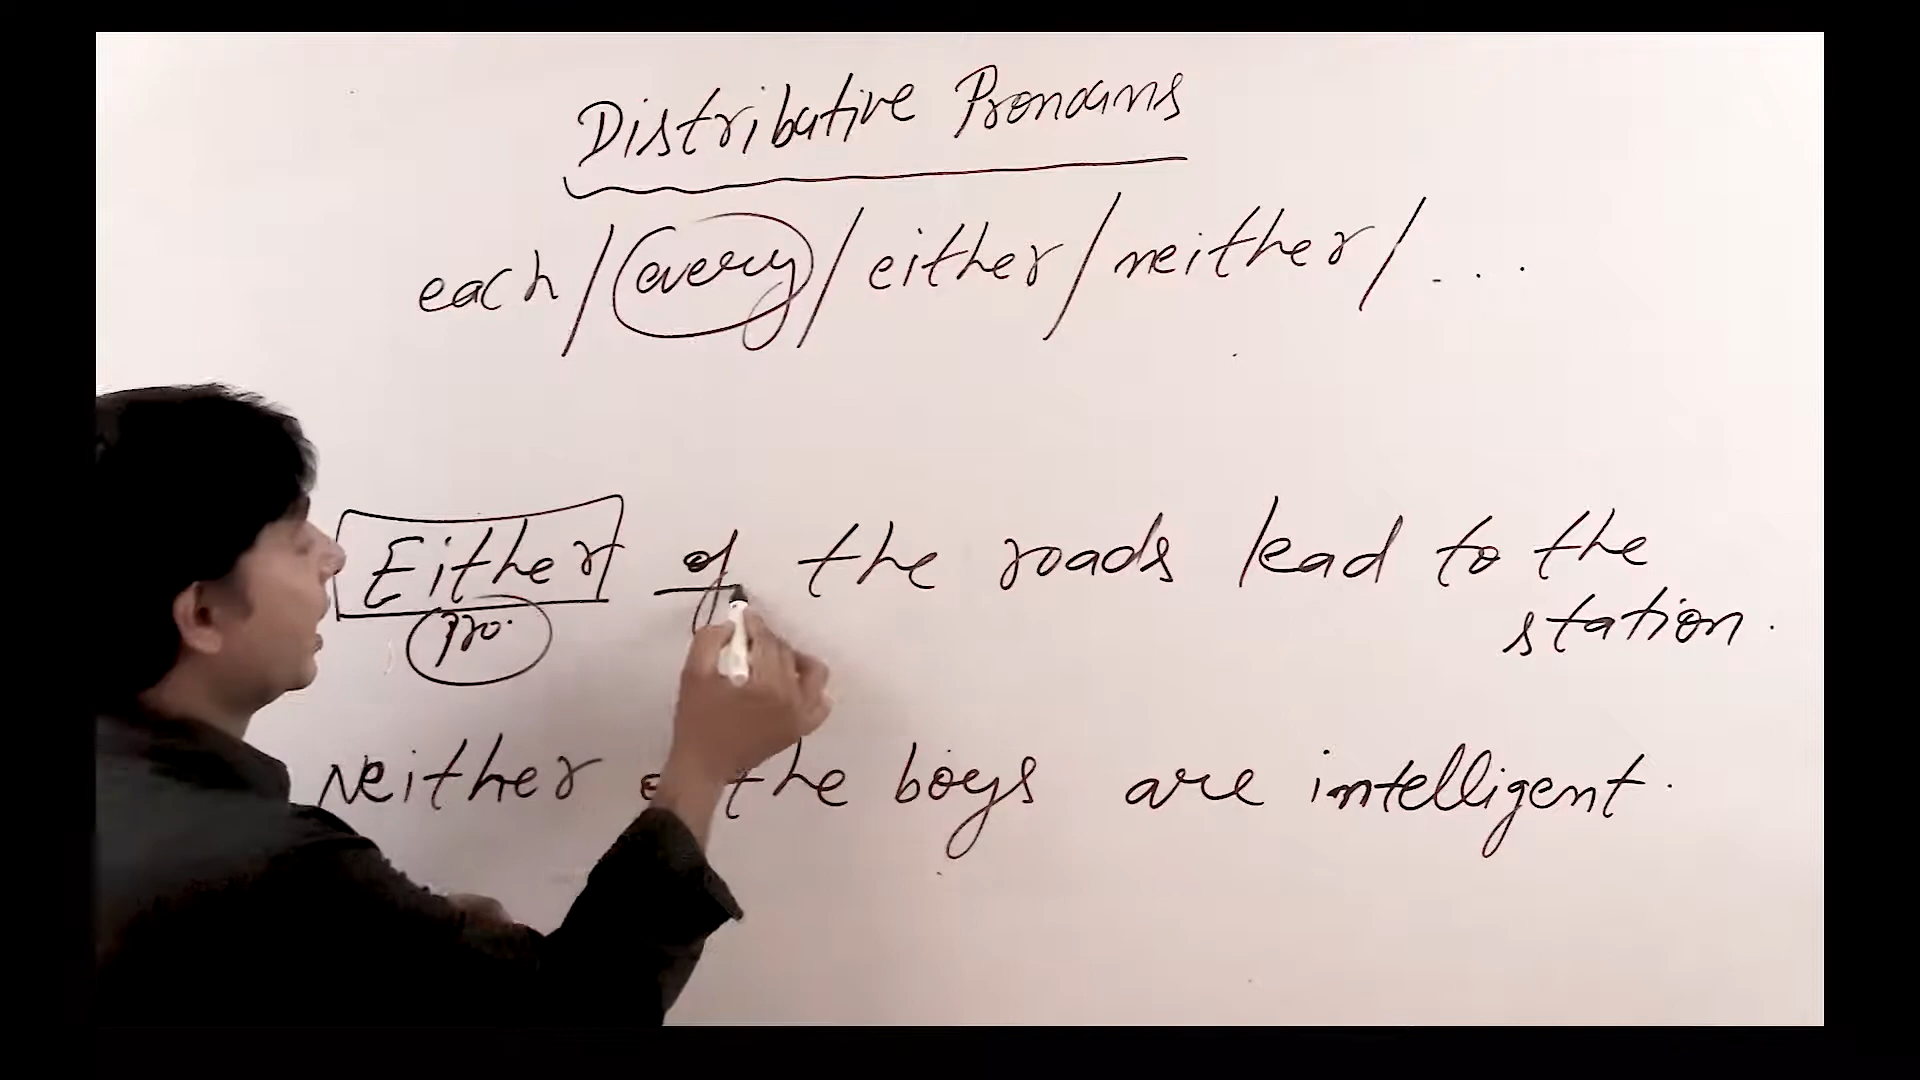 Distributive Pronouns
each / every / either / neither / ...
Either of the roads lead to the
station.
pro.
Neither the boys are intelligent.